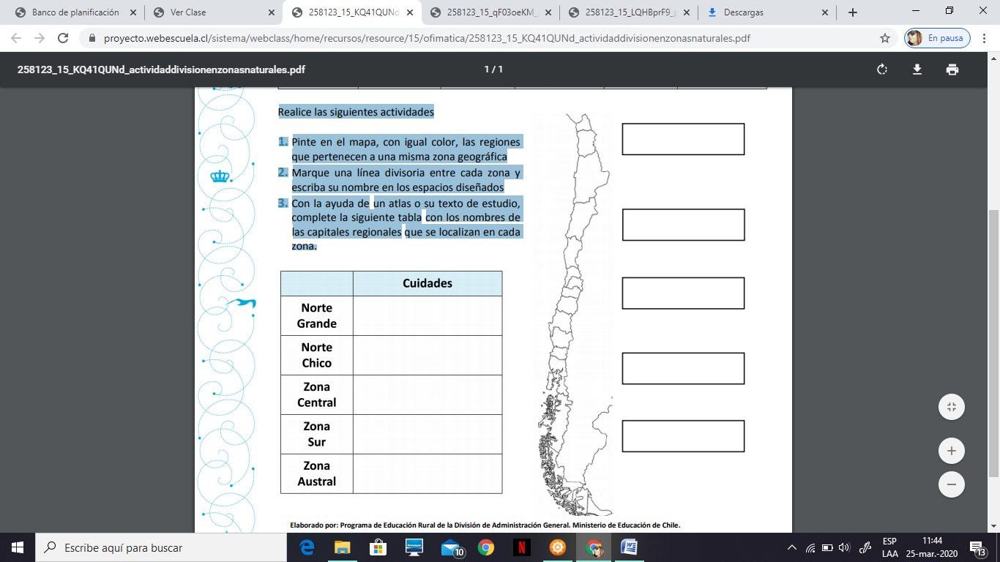 Banco de planificación
Ver Clase
258123_15_KQ41QUNd
258123_15_qF03oeKM_
258123_15_LQHBprF9_p
Descargas
proyecto.webescuela.cl/sistema/webclass/home/recursos/resource/15/ofimatica/258123_15_KQ41QUNd_actividaddivisionenzonasnaturales.pdf
En pausa
258123_15_KQ41QUNd_actividaddivisionenzonasnaturales.pdf
1 / 1
Realice las siguientes actividades
1. Pinte en el mapa, con igual color, las regiones
que pertenecen a una misma zona geográfica
2. Marque una línea divisoria entre cada zona y
escriba su nombre en los espacios diseñados
3. Con la ayuda de un atlas o su texto de estudio,
complete la siguiente tabla con los nombres de
las capitales regionales que se localizan en cada
zona.
Cuidades
Norte
Grande
Norte
Chico
Zona
Central
Zona
Sur
Zona
Austral
Elaborado por: Programa de Educación Rural de la División de Administración General. Ministerio de Educación de Chile.
Escribe aquí para buscar
10
N
ESP
LAA
11:44
25-mar.-2020
13